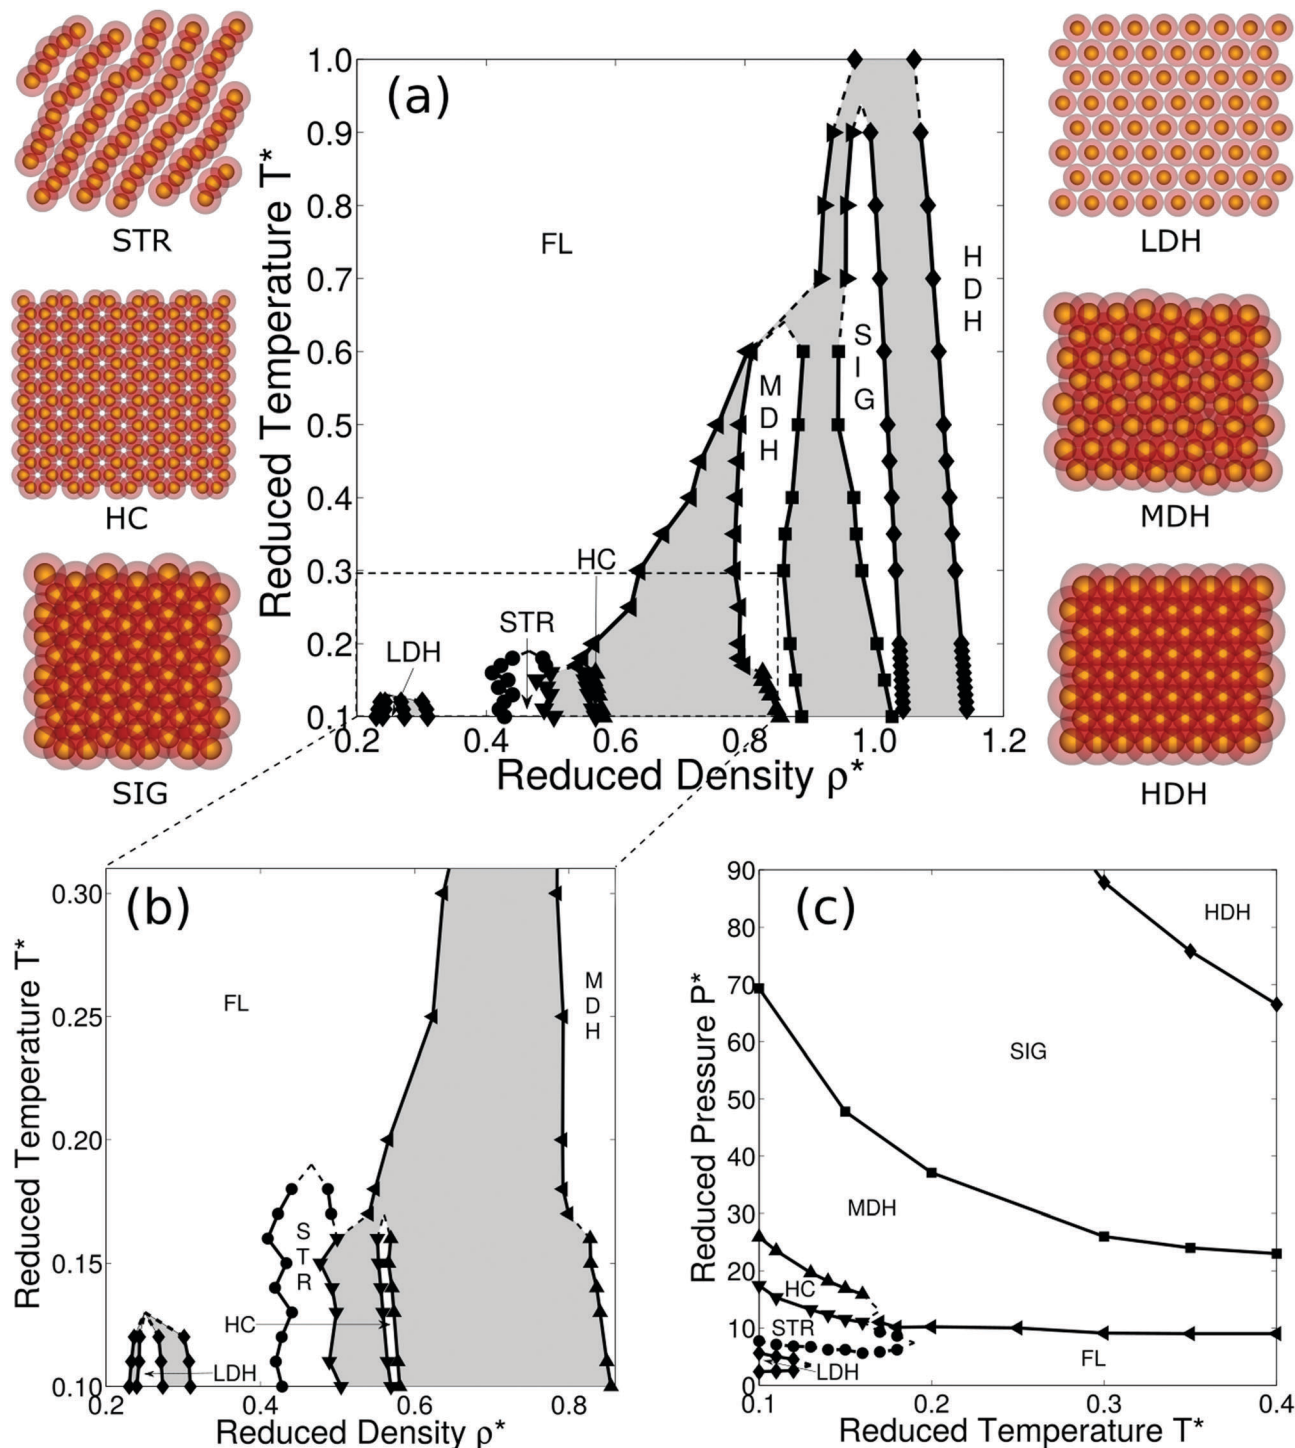 STR
HC
SIG
LDH
MDH
HDH
(a)
Reduced Temperature T*
1.0
0.9
0.8
0.7
0.6
0.5
0.4
0.3
0.2
0.1
FL
LDH
STR
HC
MDH
SIG
HDH
0.2 0.4 0.6 0.8 1.0 1.2
Reduced Density ρ*
(b)
Reduced Temperature T*
0.30
0.25
0.20
0.15
0.10
FL
MDH
STR
HC
LDH
0.2 0.4 0.6 0.8
Reduced Density ρ*
(c)
Reduced Pressure P*
90
80
70
60
50
40
30
20
10
0
HDH
SIG
MDH
HC
STR
LDH
FL
0.1 0.2 0.3 0.4
Reduced Temperature T*